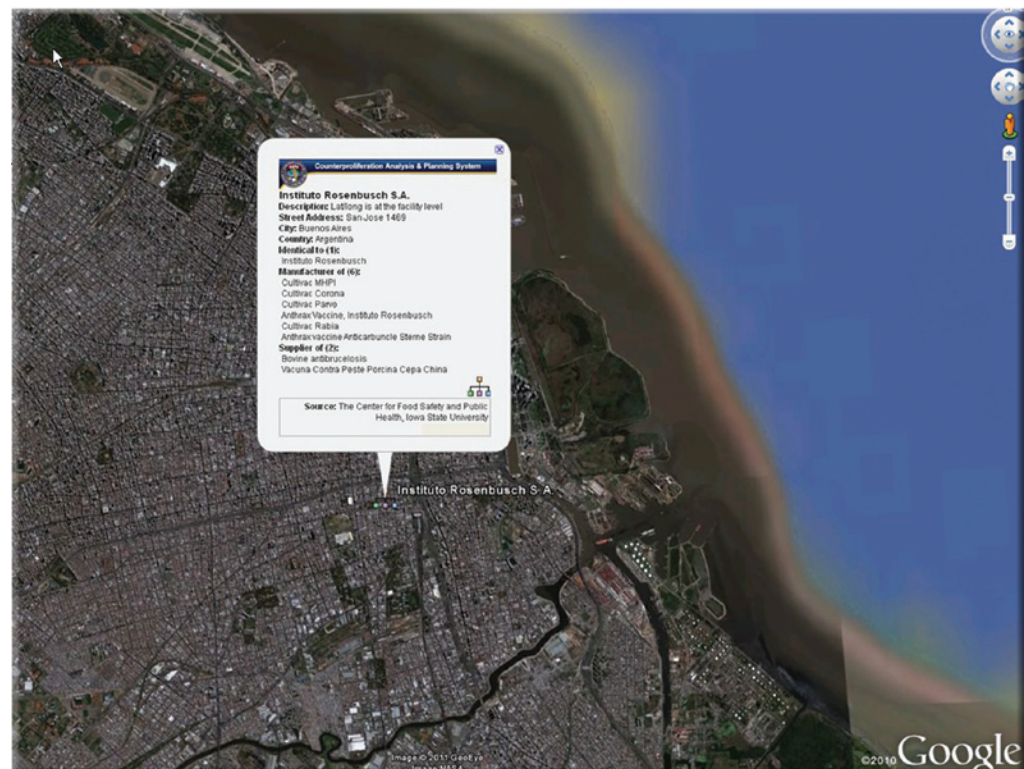 Counterproliferation Analysis & Planning System
Instituto Rosenbusch S.A.
Description: Lat/long is at the facility level
Street Address: San Jose 1469
City: Buenos Aires
Country: Argentina
Identical to (1):
Instituto Rosenbusch
Manufacturer of (6):
Cultivac MHPI
Cultivac Corona
Cultivac Parvo
Anthrax Vaccine, Instituto Rosenbusch
Cultivac Rabia
Anthrax vaccine Anticarbuncle Sterne Strain
Supplier of (2):
Bovine antibrucelosis
Vacuna Contra Peste Porcina Cepa China
Source: The Center for Food Safety and Public
Health, Iowa State University
Instituto Rosenbusch S A
Image © 2011 GeoEye
Image NASA
©2010 Google